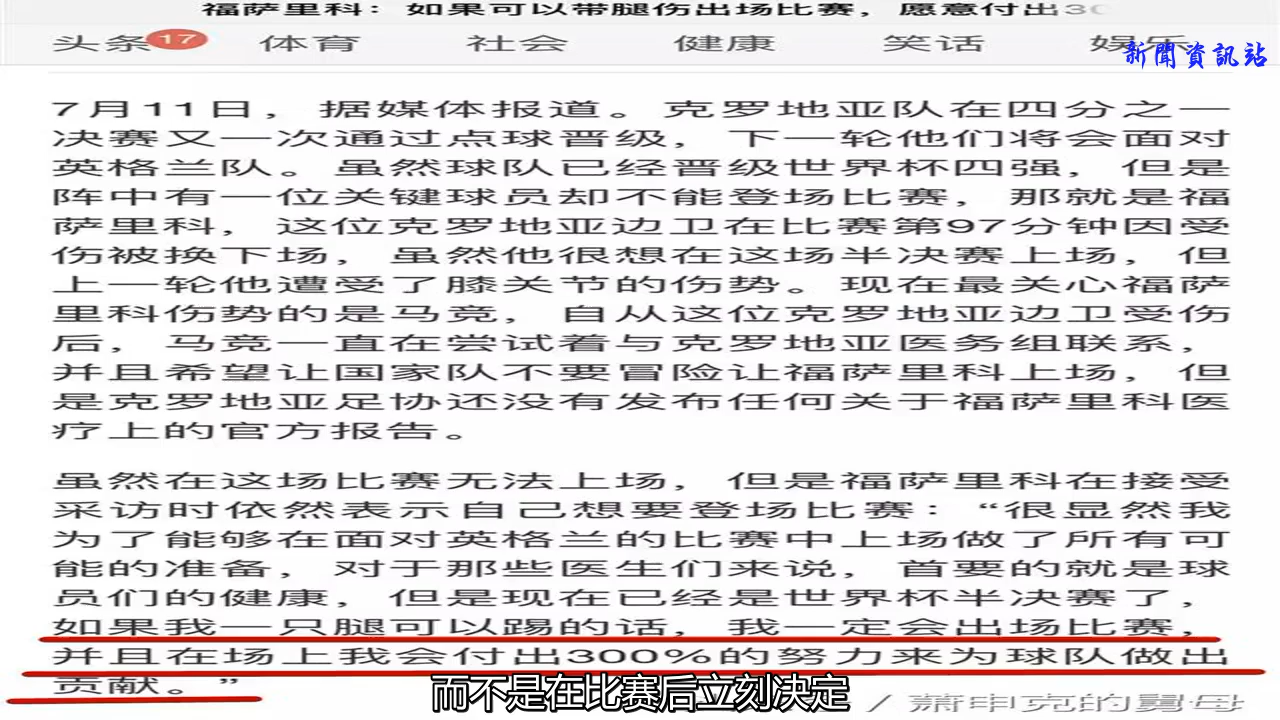 福萨里科：如果可以带腿伤出场比赛，愿意付出30
头条 17 体育 社会 健康 笑话 娱乐
新聞資訊站
7月11日，据媒体报道。克罗地亚队在四分之一
决赛又一次通过点球晋级，下一轮他们将会面对
英格兰队。虽然球队已经晋级世界杯四强，但是
阵中有一位关键球员却不能登场比赛，那就是福
萨里科，这位克罗地亚边卫在比赛第97分钟因受
伤被换下场，虽然他很想在这场半决赛上场，但
上一轮他遭受了膝关节的伤势。现在最关心福萨
里科伤势的是马竞，自从这位克罗地亚边卫受伤
后，马竞一直在尝试着与克罗地亚医务组联系，
并且希望让国家队不要冒险让福萨里科上场，但
是克罗地亚足协还没有发布任何关于福萨里科医
疗上的官方报告。
虽然在这场比赛无法上场，但是福萨里科在接受
采访时依然表示自己想要登场比赛：“很显然我
为了能够在面对英格兰的比赛中上场做了所有可
能的准备，对于那些医生们来说，首要的就是球
员们的健康，但是现在已经是世界杯半决赛了，
如果我一只腿可以踢的话，我一定会出场比赛，
并且在场上我会付出300%的努力来为球队做出
贡献。”
而不是在比赛后立刻决定
/ 萧申克的舅母